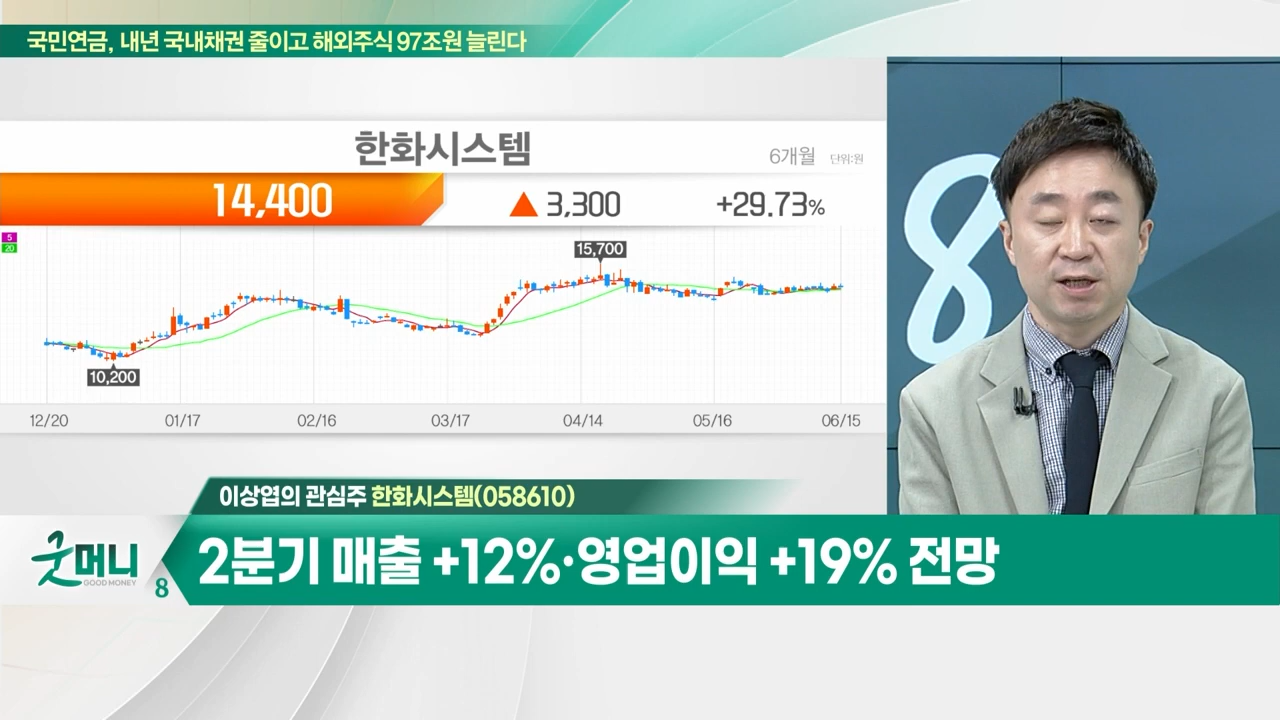 국민연금, 내년 국내채권 줄이고 해외주식 97조원 늘린다
한화시스템
6개월 단위:원
14,400 ▲ 3,300 +29.73%
5
20
15,700
10,200
12/20 01/17 02/16 03/17 04/14 05/16 06/15
8
이상엽의 관심주 한화시스템(058610)
굿머니
GOOD MONEY
8
2분기 매출 +12%·영업이익 +19% 전망